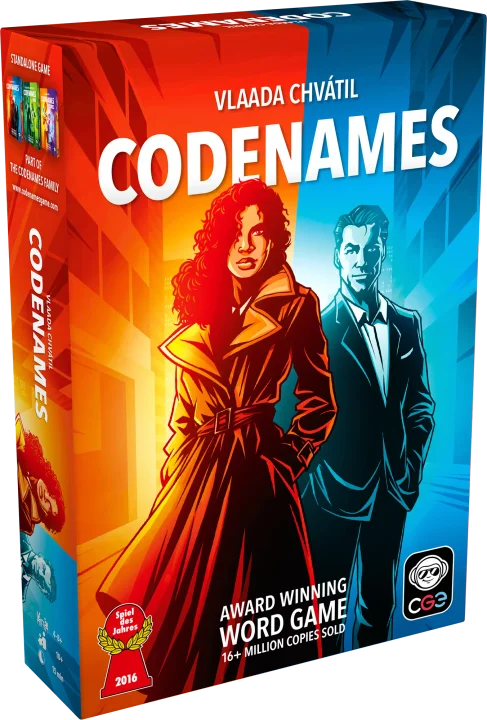 VLAADA CHVÁTIL
CODENAMES
AWARD WINNING
WORD GAME
16+ MILLION COPIES SOLD
Spiel
des
Jahres
2016
CGE
STANDALONE GAME
PART OF
THE CODENAMES FAMILY
www.codenamesgame.com
VLAADA CHVÁTIL
CODENAMES